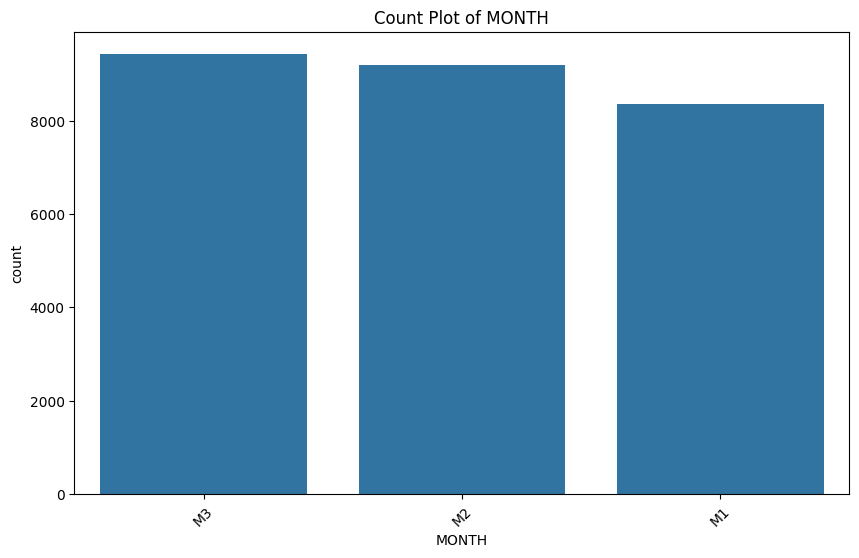 Count Plot of MONTH
count
8000
6000
4000
2000
0
M3
M2
M1
MONTH